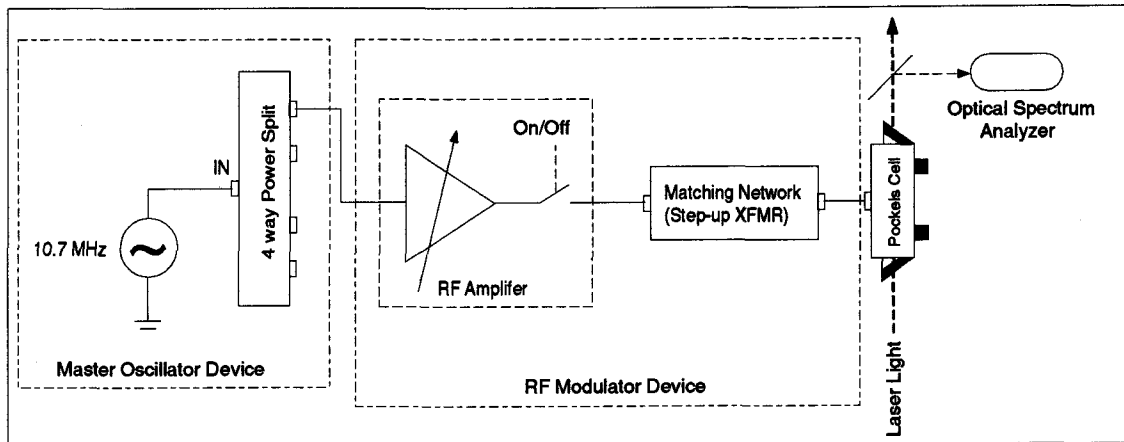 10.7 MHz
IN
4 way Power Split
Master Oscillator Device
RF Amplifer
On/Off
Matching Network
(Step-up XFMR)
RF Modulator Device
Pockels Cell
Laser Light
Optical Spectrum
Analyzer